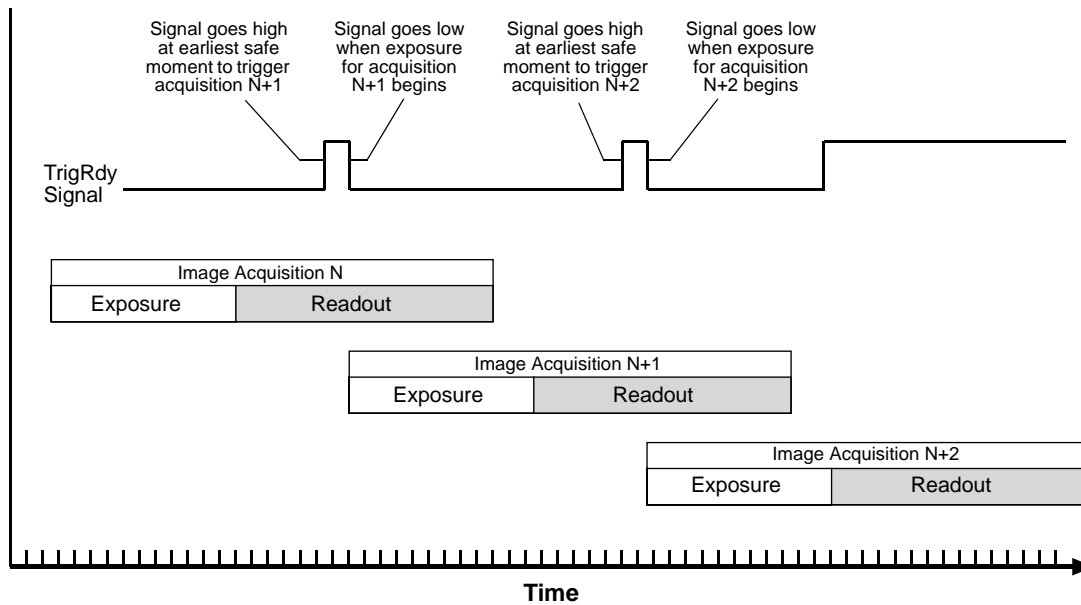 Signal goes high
at earliest safe
moment to trigger
acquisition N+1
Signal goes low
when exposure
for acquisition
N+1 begins
Signal goes high
at earliest safe
moment to trigger
acquisition N+2
Signal goes low
when exposure
for acquisition
N+2 begins
TrigRdy
Signal
Image Acquisition N
Exposure
Readout
Image Acquisition N+1
Exposure
Readout
Image Acquisition N+2
Exposure
Readout
Time